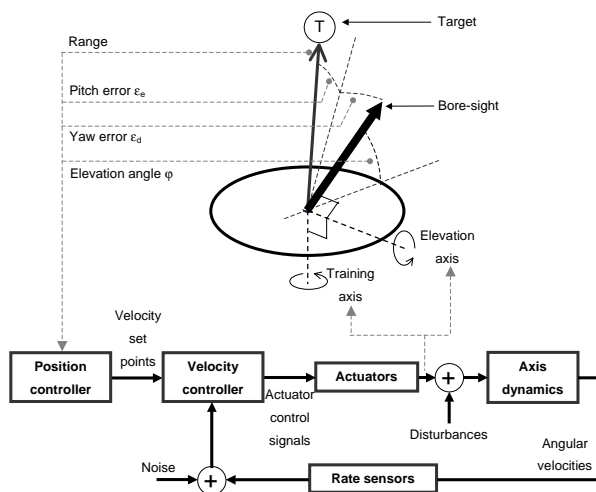 T
Target
Range
Pitch error εe
Bore-sight
Yaw error εd
Elevation angle φ
Elevation
axis
Training
axis
Velocity
set
points
Position
controller
Velocity
controller
Actuators
+
Axis
dynamics
Actuator
control
signals
Disturbances
Angular
velocities
Noise
+
Rate sensors